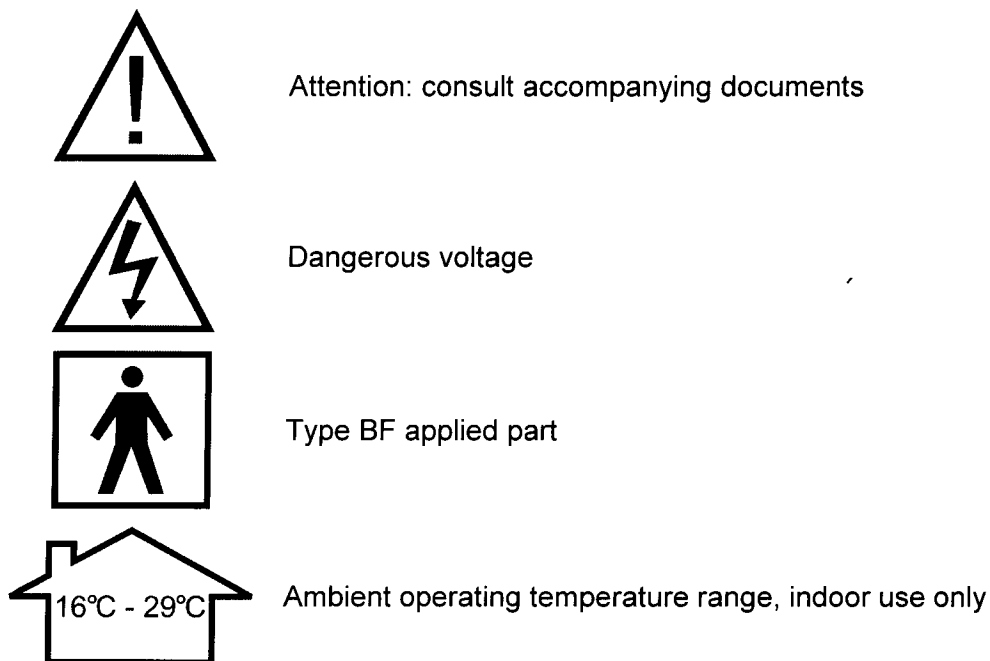 !
Attention: consult accompanying documents
Dangerous voltage
Type BF applied part
16°C - 29°C
Ambient operating temperature range, indoor use only